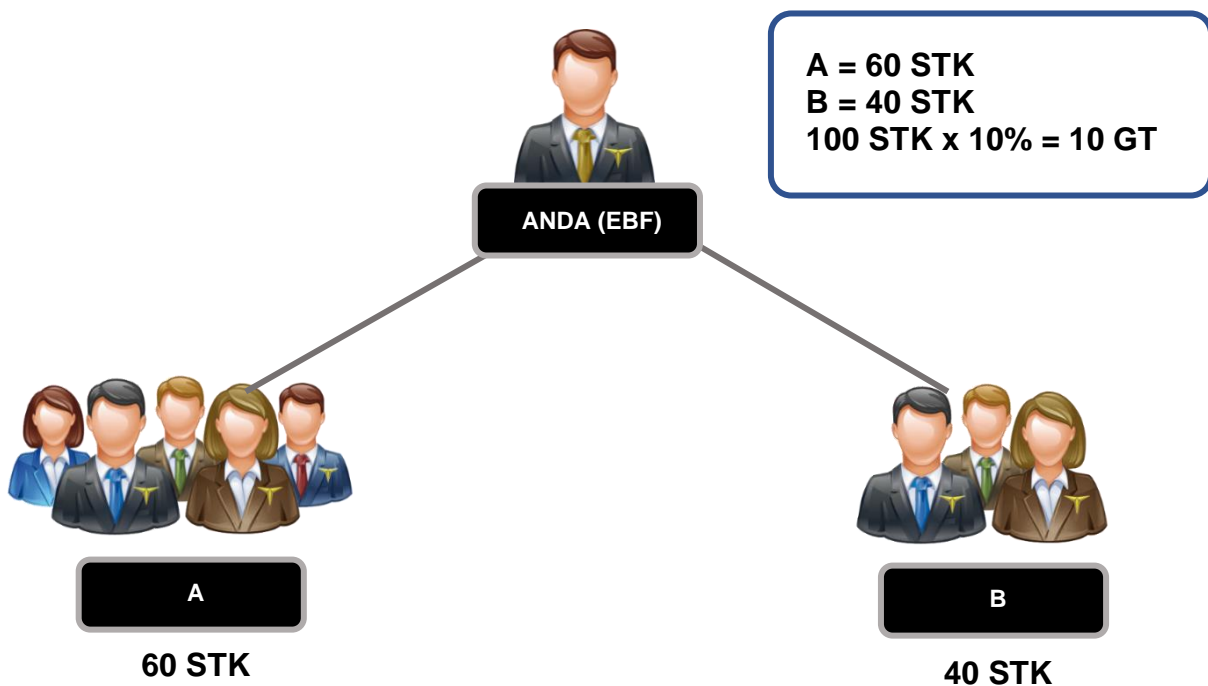 A = 60 STK
B = 40 STK
100 STK x 10% = 10 GT
ANDA (EBF)
A
B
60 STK
40 STK